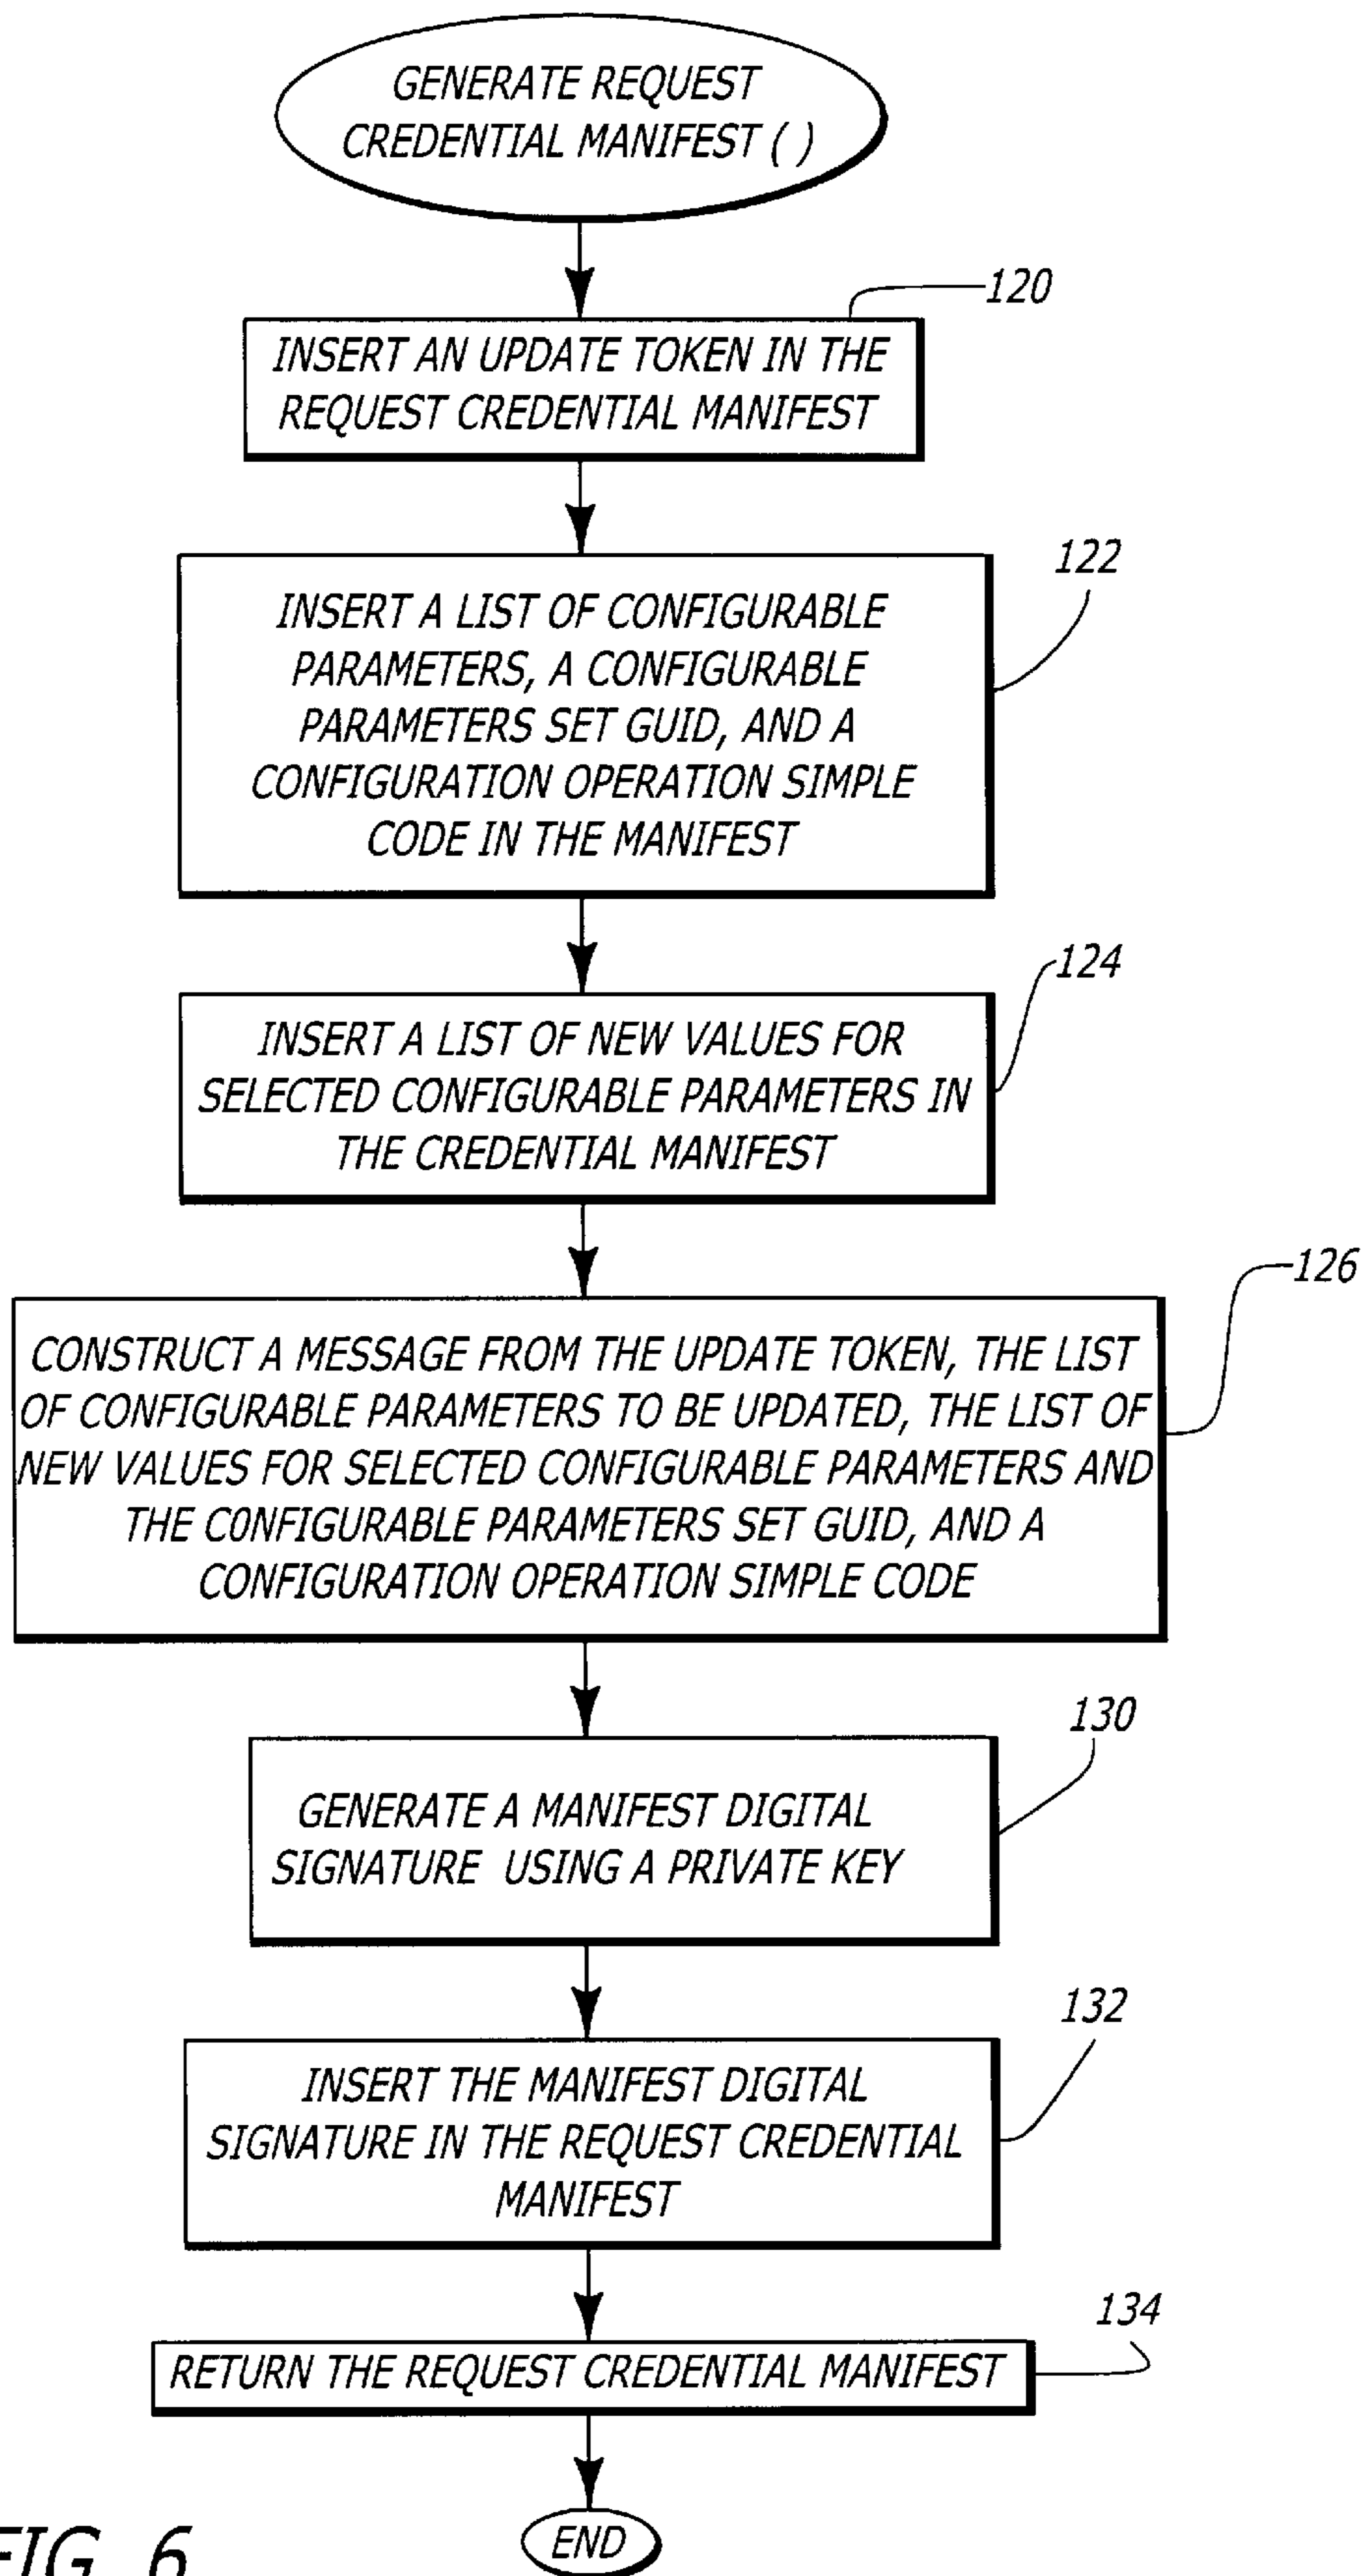 GENERATE REQUEST
CREDENTIAL MANIFEST ( )
120
INSERT AN UPDATE TOKEN IN THE
REQUEST CREDENTIAL MANIFEST
122
INSERT A LIST OF CONFIGURABLE
PARAMETERS, A CONFIGURABLE
PARAMETERS SET GUID, AND A
CONFIGURATION OPERATION SIMPLE
CODE IN THE MANIFEST
124
INSERT A LIST OF NEW VALUES FOR
SELECTED CONFIGURABLE PARAMETERS IN
THE CREDENTIAL MANIFEST
126
CONSTRUCT A MESSAGE FROM THE UPDATE TOKEN, THE LIST
OF CONFIGURABLE PARAMETERS TO BE UPDATED, THE LIST OF
NEW VALUES FOR SELECTED CONFIGURABLE PARAMETERS AND
THE CONFIGURABLE PARAMETERS SET GUID, AND A
CONFIGURATION OPERATION SIMPLE CODE
130
GENERATE A MANIFEST DIGITAL
SIGNATURE USING A PRIVATE KEY
132
INSERT THE MANIFEST DIGITAL
SIGNATURE IN THE REQUEST CREDENTIAL
MANIFEST
134
RETURN THE REQUEST CREDENTIAL MANIFEST
END
FIG. 6